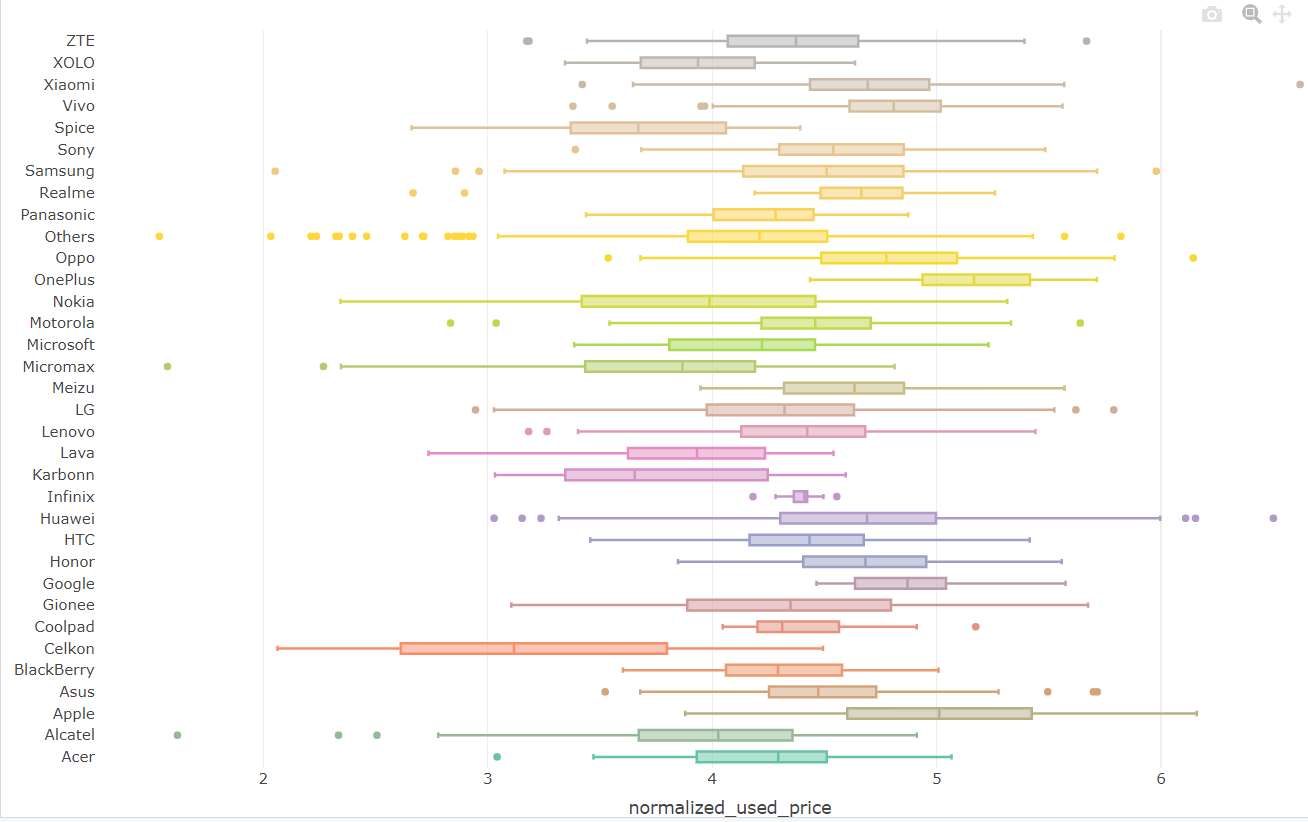 ZTE
XOLO
Xiaomi
Vivo
Spice
Sony
Samsung
Realme
Panasonic
Others
Oppo
OnePlus
Nokia
Motorola
Microsoft
Micromax
Meizu
LG
Lenovo
Lava
Karbonn
Infinix
Huawei
HTC
Honor
Google
Gionee
Coolpad
Celkon
BlackBerry
Asus
Apple
Alcatel
Acer
2 3 4 5 6
normalized_used_price